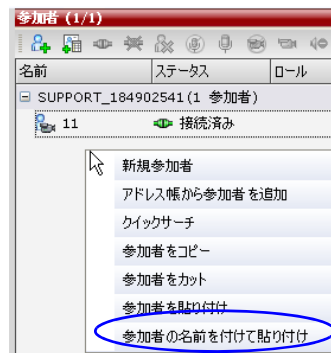 参加者 (1/1)
名前 ステータス ロール
SUPPORT_184902541(1 参加者)
11 接続済み
新規参加者
アドレス帳から参加者を追加
クイックサーチ
参加者をコピー
参加者をカット
参加者を貼り付け
参加者の名前を付けて貼り付け